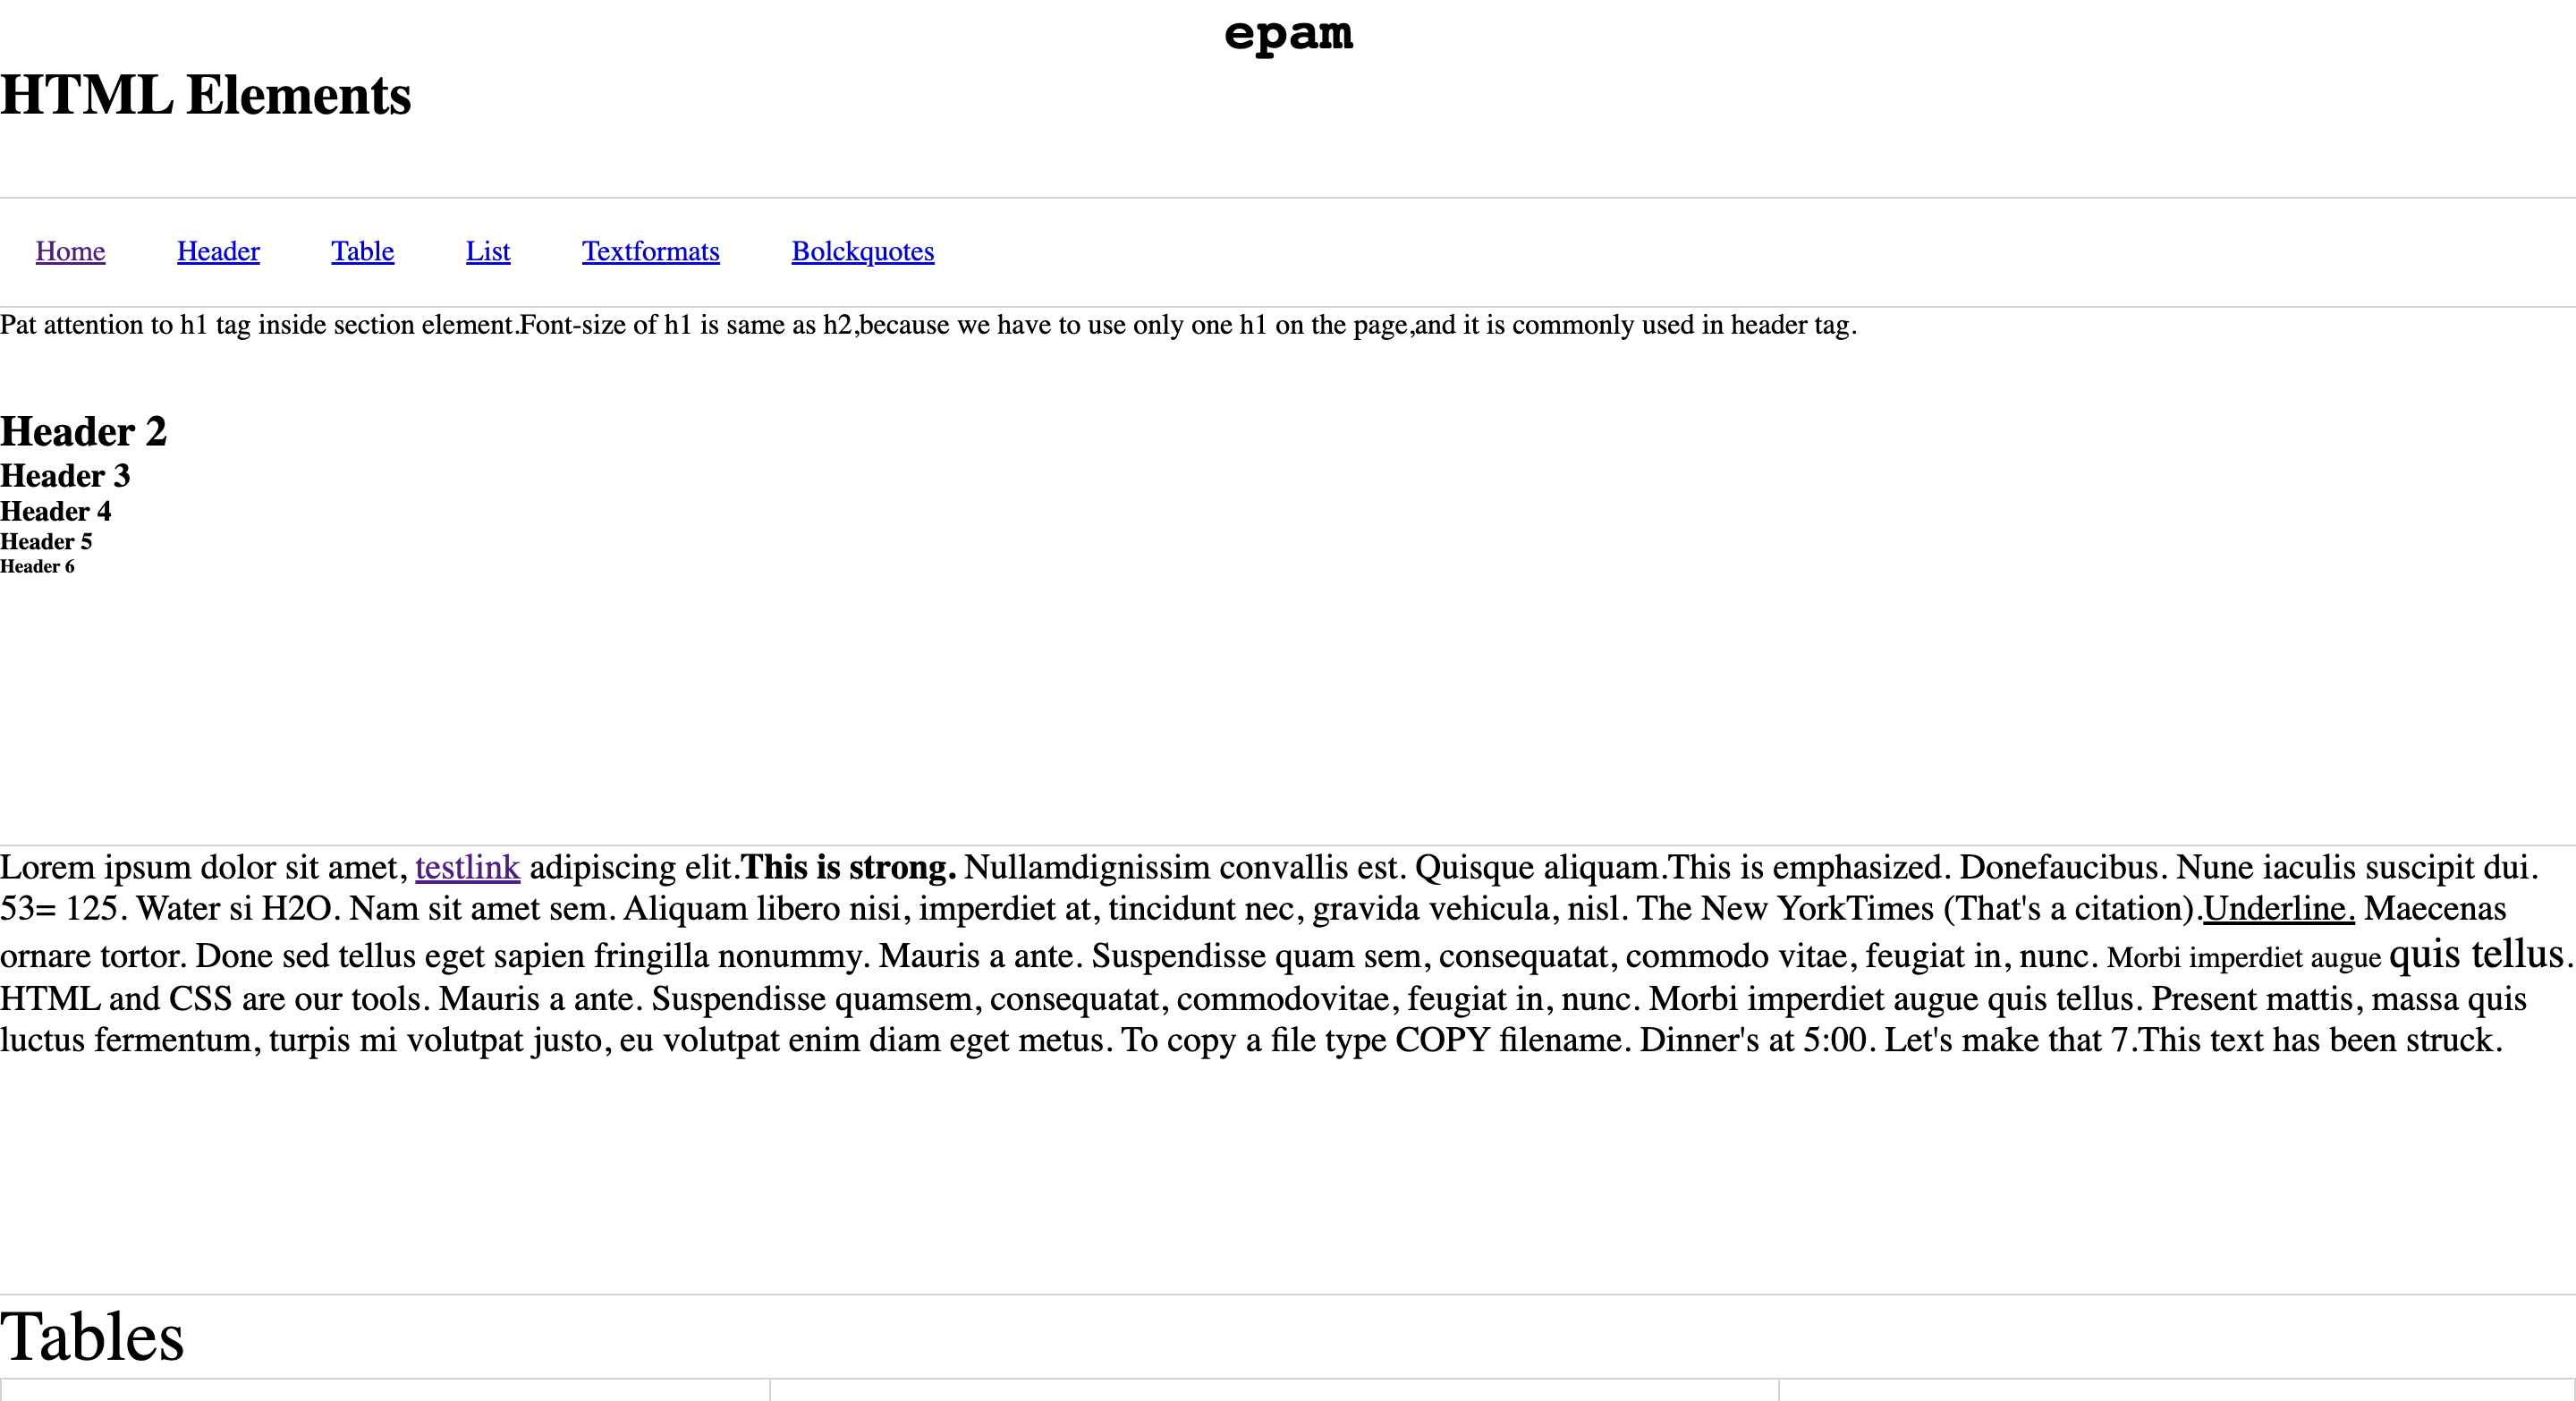 epam
HTML Elements
Home Header Table List Textformats Bolckquotes
Pat attention to h1 tag inside section element.Font-size of h1 is same as h2,because we have to use only one h1 on the page,and it is commonly used in header tag.
Header 2
Header 3
Header 4
Header 5
Header 6
Lorem ipsum dolor sit amet, testlink adipiscing elit.This is strong. Nullamdignissim convallis est. Quisque aliquam.This is emphasized. Donefaucibus. Nune iaculis suscipit dui.
53= 125. Water si H2O. Nam sit amet sem. Aliquam libero nisi, imperdiet at, tincidunt nec, gravida vehicula, nisl. The New YorkTimes (That's a citation).Underline. Maecenas
ornare tortor. Done sed tellus eget sapien fringilla nonummy. Mauris a ante. Suspendisse quam sem, consequatat, commodo vitae, feugiat in, nunc. Morbi imperdiet augue quis tellus.
HTML and CSS are our tools. Mauris a ante. Suspendisse quamsem, consequatat, commodovitae, feugiat in, nunc. Morbi imperdiet augue quis tellus. Present mattis, massa quis
luctus fermentum, turpis mi volutpat justo, eu volutpat enim diam eget metus. To copy a file type COPY filename. Dinner's at 5:00. Let's make that 7.This text has been struck.
Tables